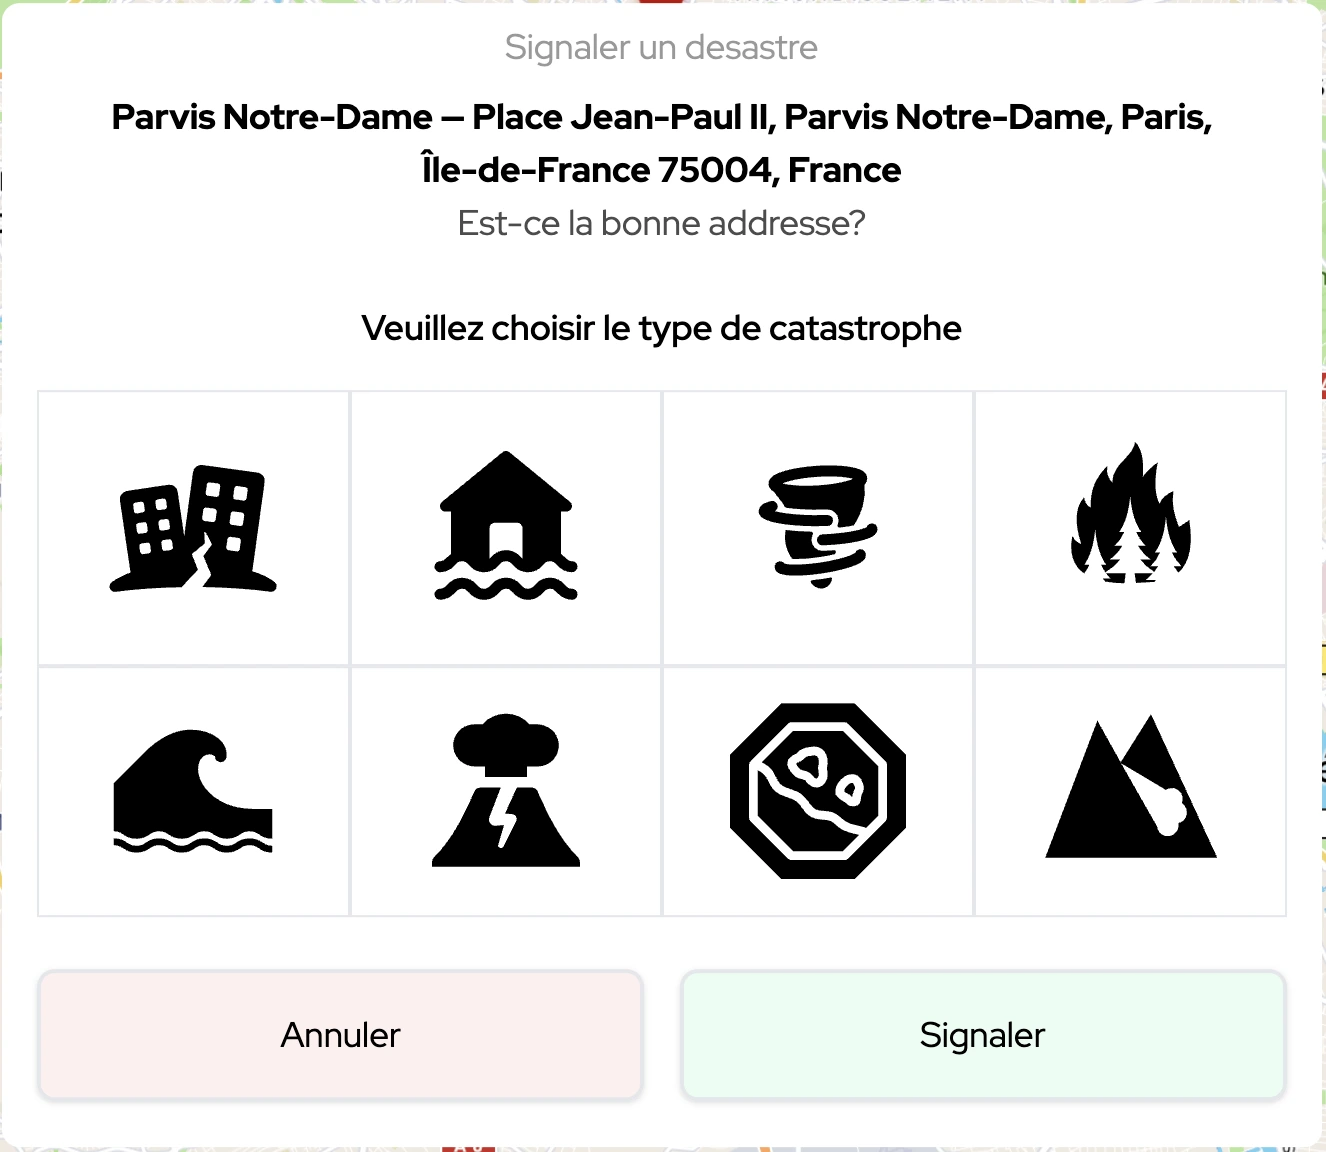 Signaler un desastre
Parvis Notre-Dame — Place Jean-Paul II, Parvis Notre-Dame, Paris,
Île-de-France 75004, France
Est-ce la bonne addresse?
Veuillez choisir le type de catastrophe
Annuler
Signaler